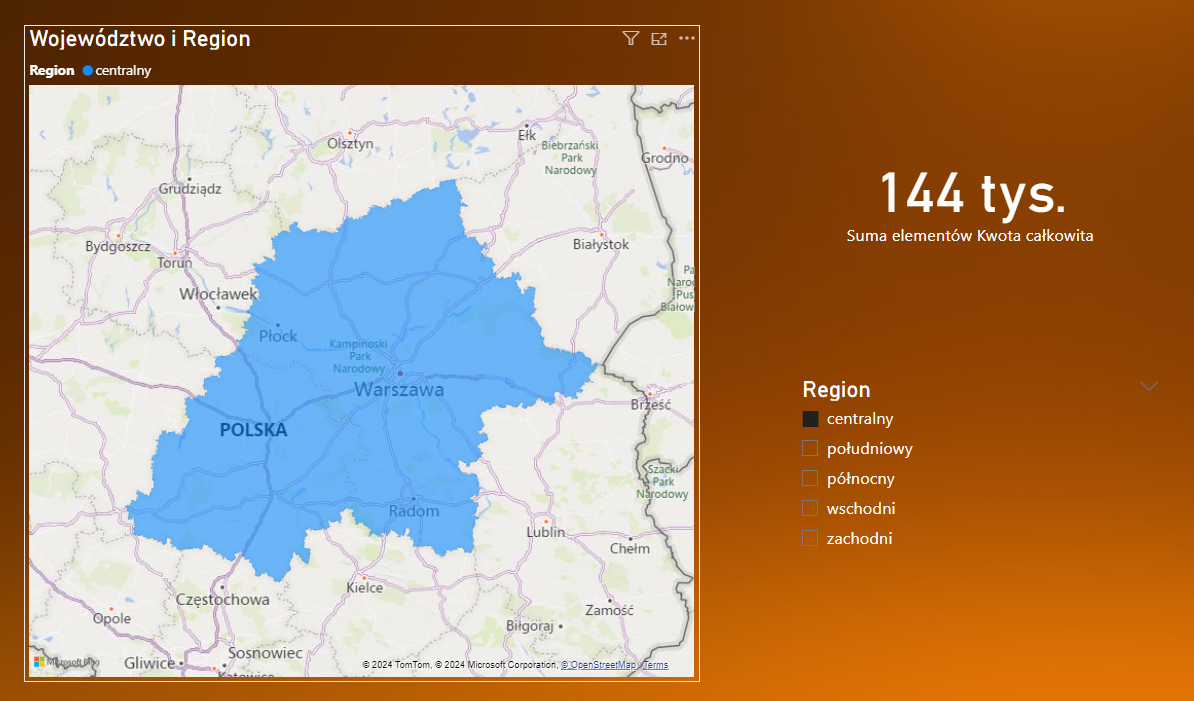 Województwo i Region
Region centralny
Olsztyn
Ełk
Biebrzański
Park
Narodowy
Grodno
Grudziądz
Bydgoszcz
Białystok
Toruń
Włocławek
Płock
Kampinoski
Park
Narodowy
Warszawa
Brześć
POLSKA
Szacki
Park
Narodowy
Radom
Lublin
Chełm
Kielce
Częstochowa
Zamość
Opole
Biłgoraj
Sosnowiec
Gliwice
Katowice
Microsoft Bing
© 2024 TomTom, © 2024 Microsoft Corporation, © OpenStreetMap, Terms
144 tys.
Suma elementów Kwota całkowita
Region
centralny
południowy
północny
wschodni
zachodni